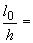 l₀/h =